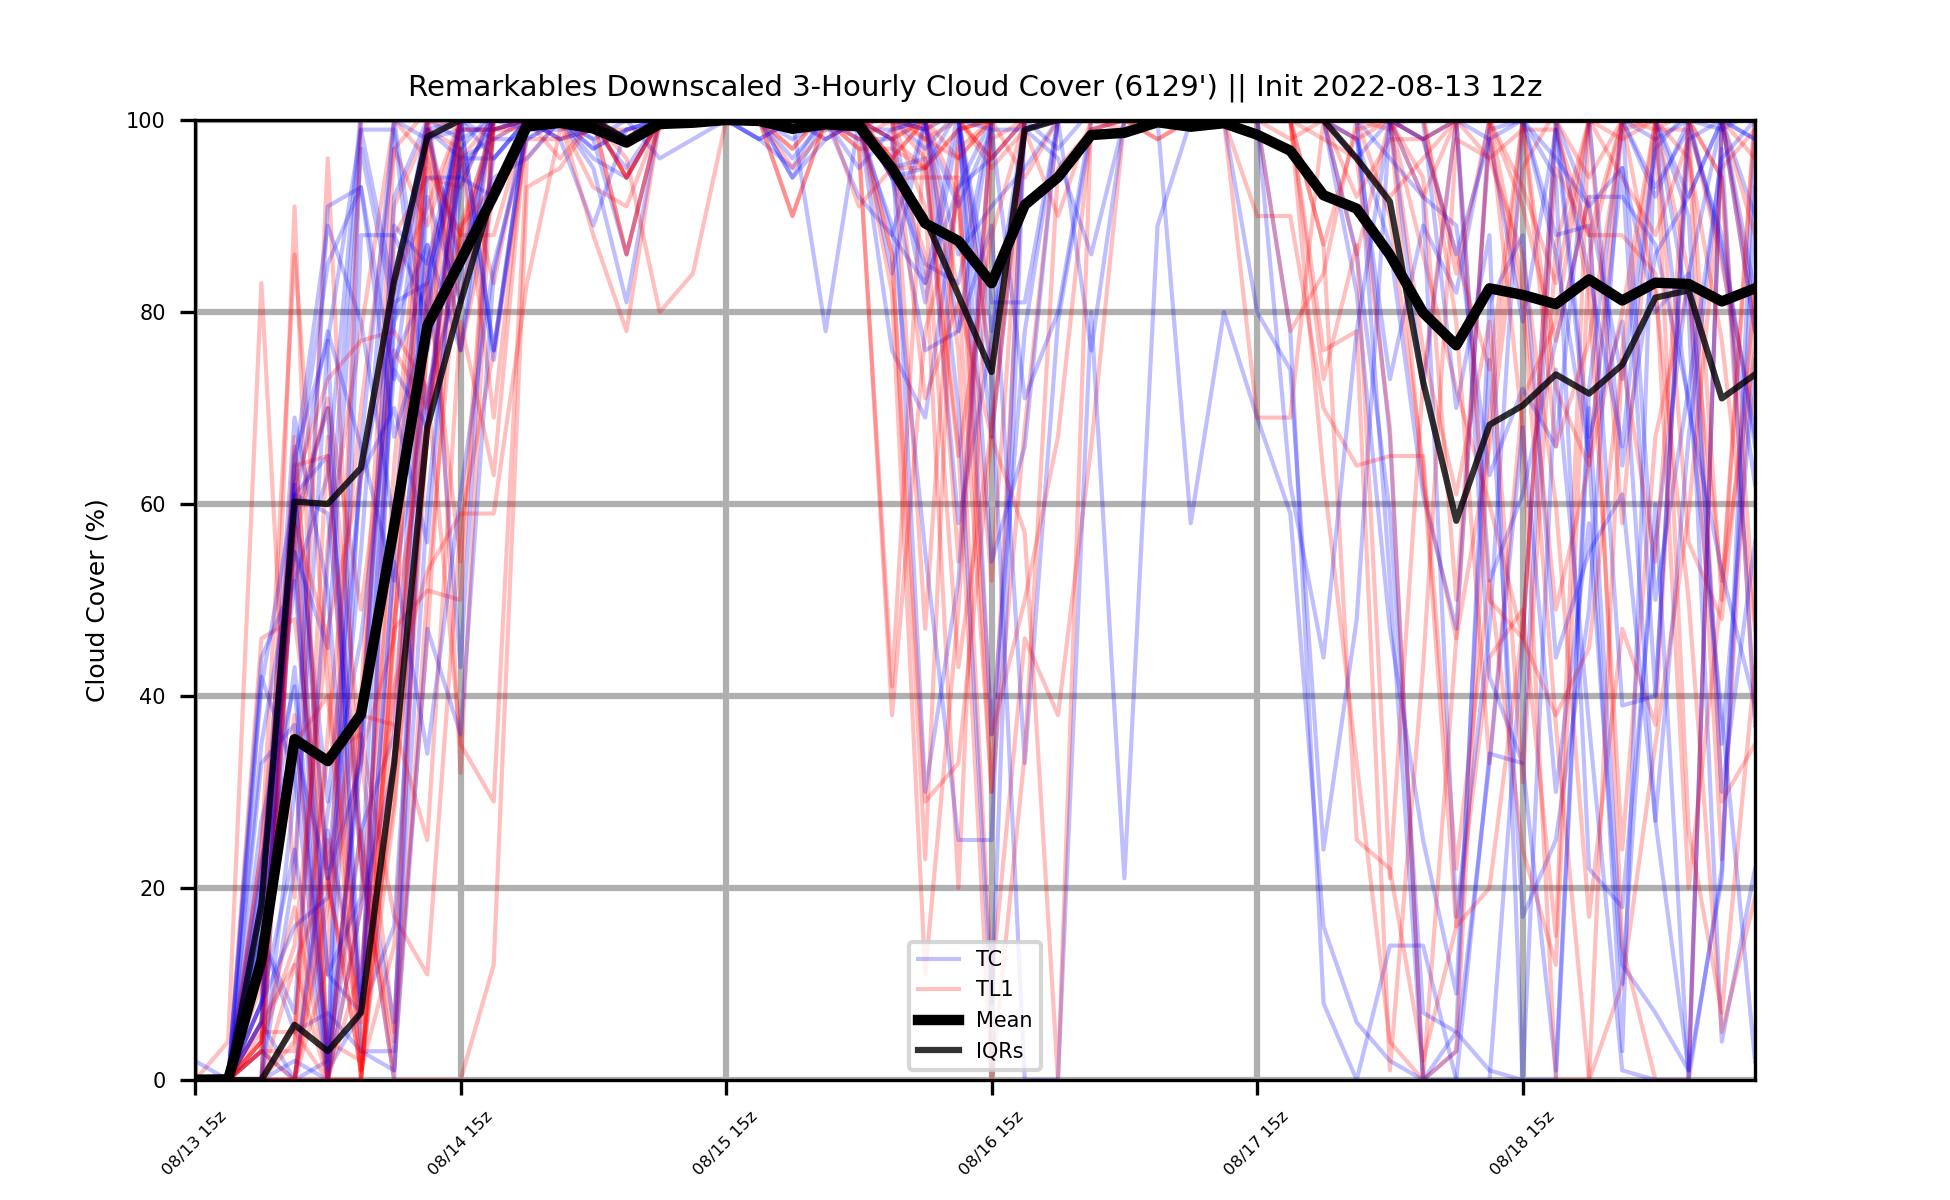 Remarkables Downscaled 3-Hourly Cloud Cover (6129') || Init 2022-08-13 12z
Cloud Cover (%)
100
80
60
40
20
0
TC
TL1
Mean
IQRs
08/13 15z
08/14 15z
08/15 15z
08/16 15z
08/17 15z
08/18 15z